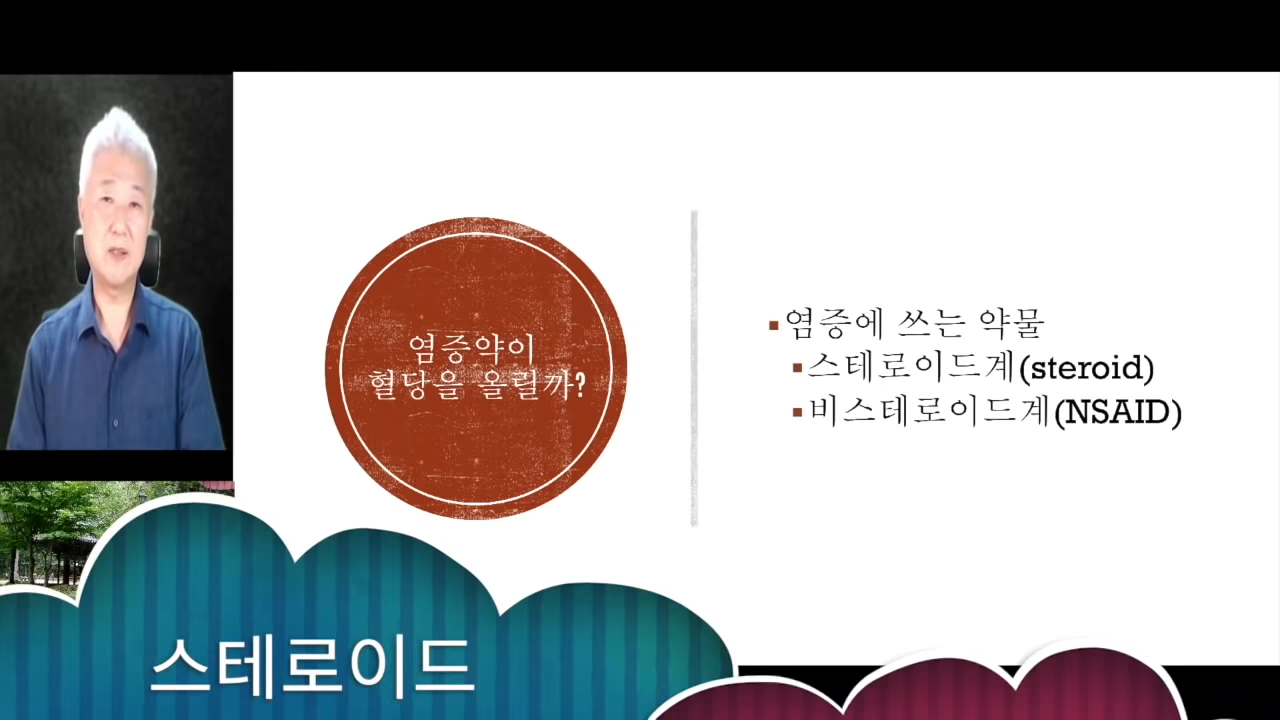 염증약이
혈당을 올릴까?
염증에 쓰는 약물
스테로이드계(steroid)
비스테로이드계(NSAID)
스테로이드